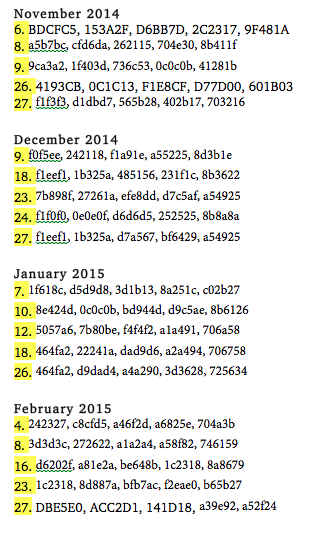 November 2014
6. BDCFC5, 153A2F, D6BB7D, 2C2317, 9F481A
8. a5b7bc, cfd6da, 262115, 704e30, 8b411f
9. 9ca3a2, 1f403d, 736c53, 0c0c0b, 41281b
26. 4193CB, 0C1C13, F1E8CF, D77D00, 601B03
27. f1f3f3, d1dbd7, 565b28, 402b17, 703216
December 2014
9. f0f5ee, 242118, f1a91e, a55225, 8d3b1e
18. f1eef1, 1b325a, 485156, 231f1c, 8b3622
23. 7b898f, 27261a, efe8dd, d7c5af, a54925
24. f1f0f0, 0e0e0f, d6d6d5, 252525, 8b8a8a
27. f1eef1, 1b325a, d7a567, bf6429, a54925
January 2015
7. 1f618c, d5d9d8, 3d1b13, 8a251c, c02b27
10. 8e424d, 0c0c0b, bd944d, d9c5ae, 8b6126
12. 5057a6, 7b80be, f4f4f2, a1a491, 706a58
18. 464fa2, 22241a, dad9d6, a2a494, 706758
26. 464fa2, d9dad4, a4a290, 3d3628, 725634
February 2015
4. 242327, c8cfd5, a46f2d, a6825e, 704a3b
8. 3d3d3c, 272622, a1a2a4, a58f82, 746159
16. d6202f, a81e2a, be648b, 1c2318, 8a8679
23. 1c2318, 8d887a, bfb7ac, f2eae0, b65b27
27. DBE5E0, ACC2D1, 141D18, a39e92, a52f24